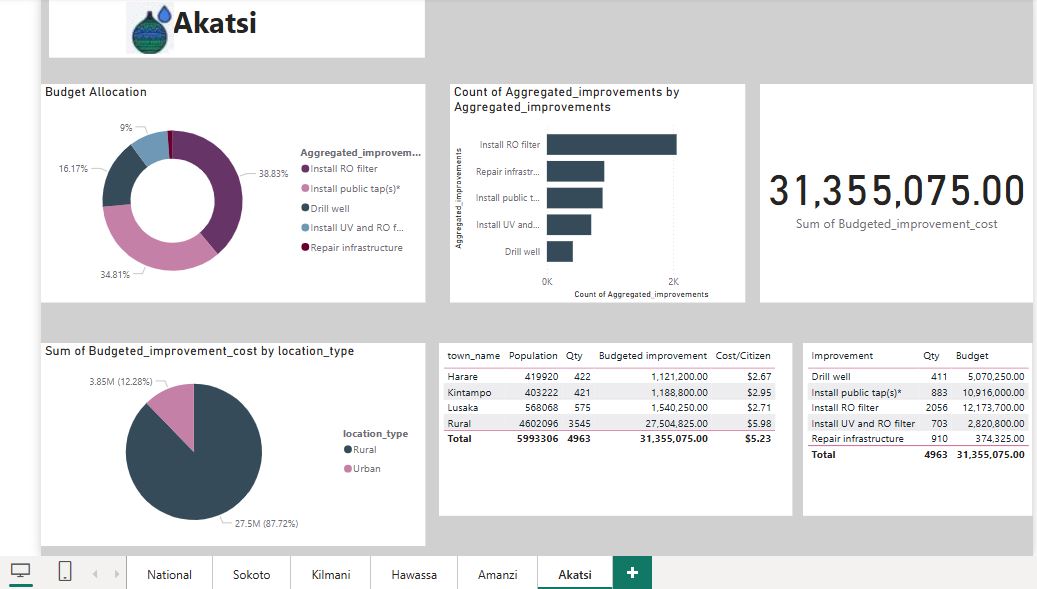 Akatsi
Budget Allocation
9%
16.17%
38.83%
34.81%
Aggregated_improvem...
Install RO filter
Install public tap(s)*
Drill well
Install UV and RO f...
Repair infrastructure
Count of Aggregated_improvements by
Aggregated_improvements
Aggregated_improvements
Install RO filter
Repair infrastr...
Install public t...
Install UV and...
Drill well
0K 2K
Count of Aggregated_improvements
31,355,075.00
Sum of Budgeted_improvement_cost
Sum of Budgeted_improvement_cost by location_type
3.85M (12.28%)
27.5M (87.72%)
location_type
Rural
Urban
town_name Population Qty Budgeted improvement Cost/Citizen
Harare 419920 422 1,121,200.00 $2.67
Kintampo 403222 421 1,188,800.00 $2.95
Lusaka 568068 575 1,540,250.00 $2.71
Rural 4602096 3545 27,504,825.00 $5.98
Total 5993306 4963 31,355,075.00 $5.23
Improvement Qty Budget
Drill well 411 5,070,250.00
Install public tap(s)* 883 10,916,000.00
Install RO filter 2056 12,173,700.00
Install UV and RO filter 703 2,820,800.00
Repair infrastructure 910 374,325.00
Total 4963 31,355,075.00
National Sokoto Kilmani Hawassa Amanzi Akatsi +